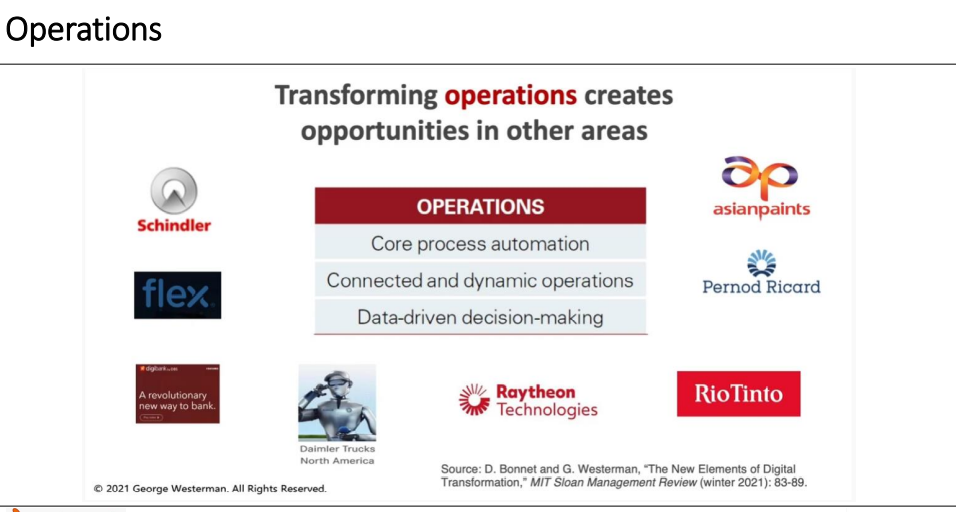 Operations
Transforming operations creates
opportunities in other areas
Schindler
flex
asianpaints
Pernod Ricard
OPERATIONS
Core process automation
Connected and dynamic operations
Data-driven decision-making
digibank
A revolutionary
new way to bank.
Daimler Trucks
North America
Raytheon
Technologies
RioTinto
Source: D. Bonnet and G. Westerman, “The New Elements of Digital
Transformation,” MIT Sloan Management Review (winter 2021): 83-89.
© 2021 George Westerman. All Rights Reserved.